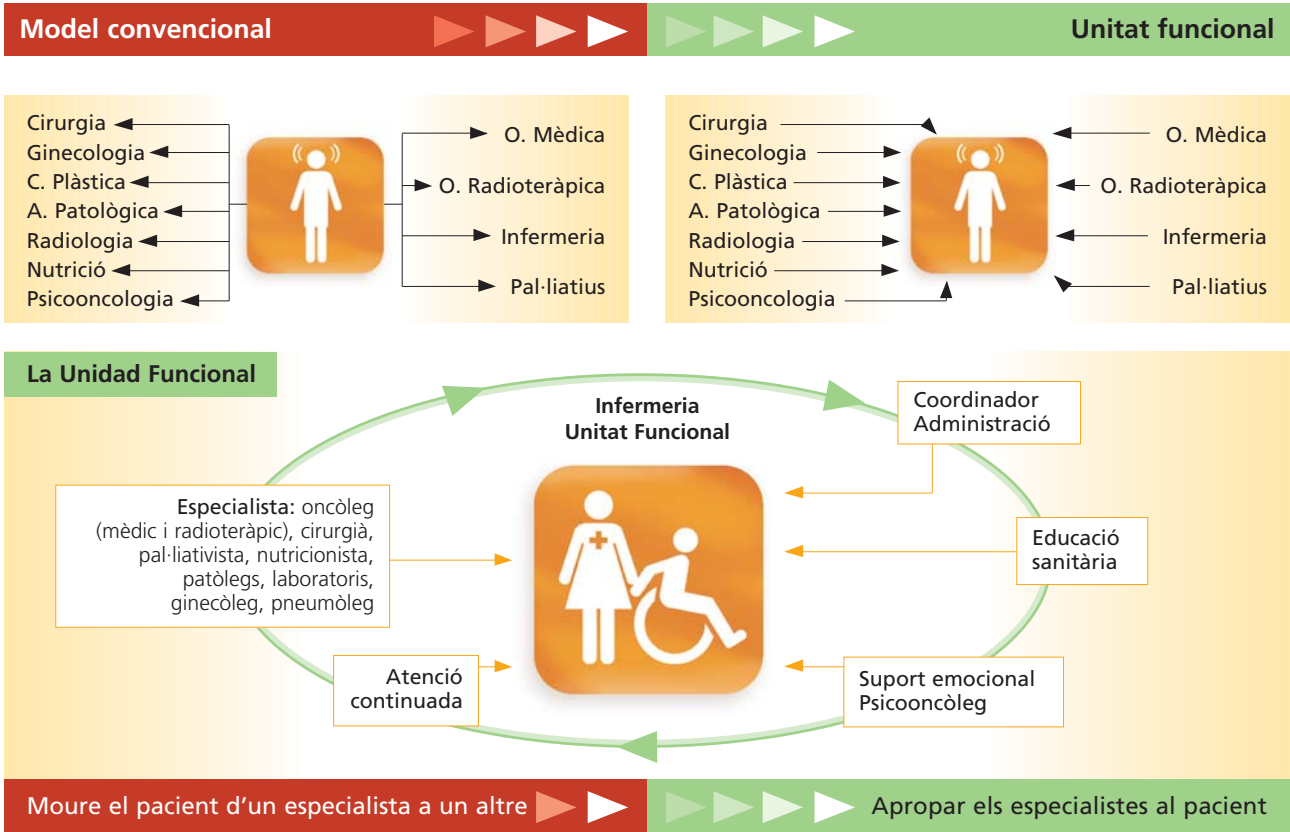 Model convencional
Unitat funcional
Cirurgia
Ginecologia
C. Plàstica
A. Patològica
Radiologia
Nutrició
Psicooncologia
O. Mèdica
O. Radioteràpica
Infermeria
Pal·liatius
Cirurgia
Ginecologia
C. Plàstica
A. Patològica
Radiologia
Nutrició
Psicooncologia
O. Mèdica
O. Radioteràpica
Infermeria
Pal·liatius
La Unidad Funcional
Infermeria
Unitat Funcional
Coordinador
Administració
Especialista: oncòleg
(mèdic i radioteràpic), cirurgià,
pal·liativista, nutricionista,
patòlegs, laboratoris,
ginecòleg, pneumòleg
Educació
sanitària
Atenció
continuada
Suport emocional
Psicooncòleg
Moure el pacient d’un especialista a un altre
Apropar els especialistes al pacient